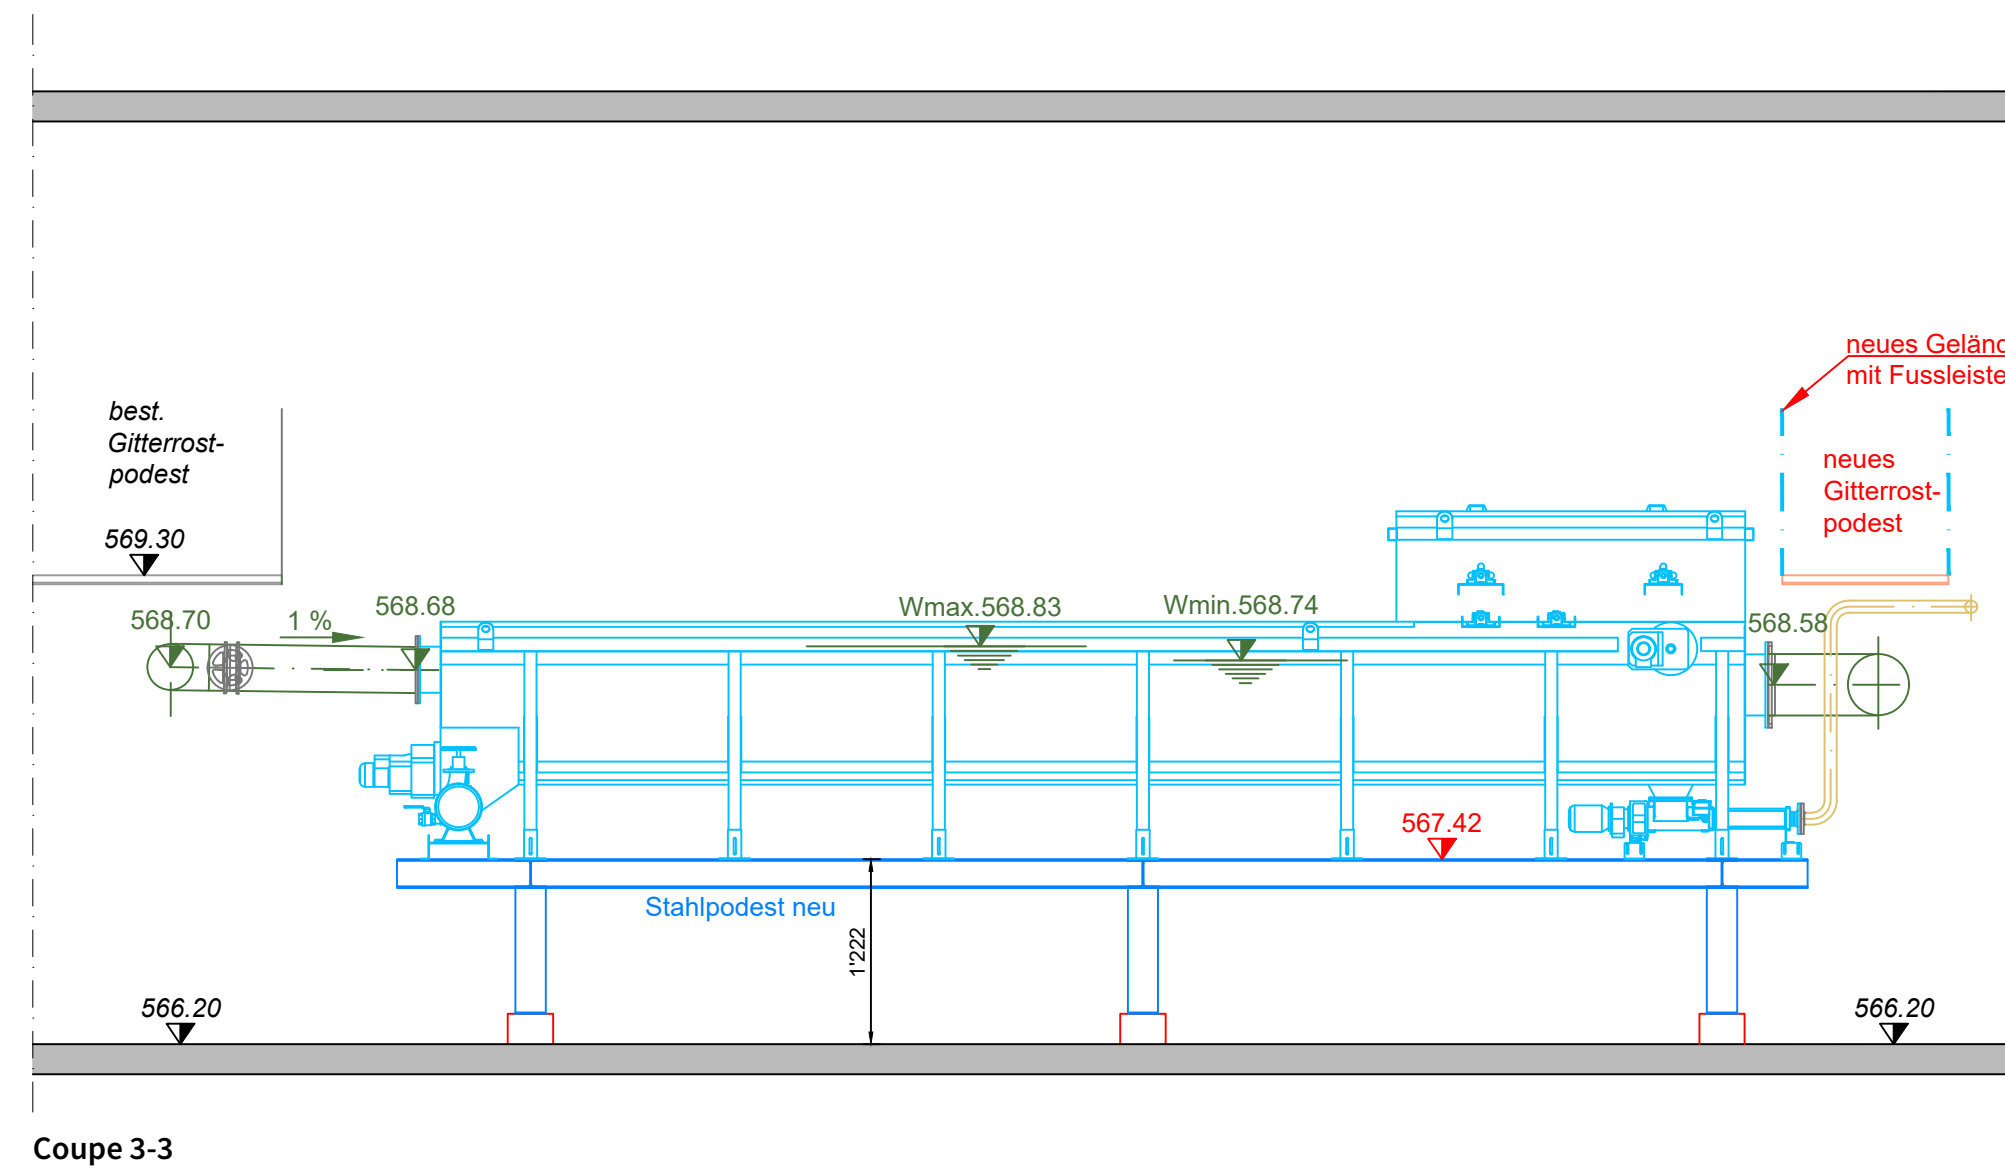 neues Geländ
mit Fussleiste
best.
Gitterrost-
podest
neues
Gitterrost-
podest
569.30
568.70
1 %
568.68
Wmax.568.83
Wmin.568.74
568.58
567.42
Stahlpodest neu
1'222
566.20
566.20
Coupe 3-3